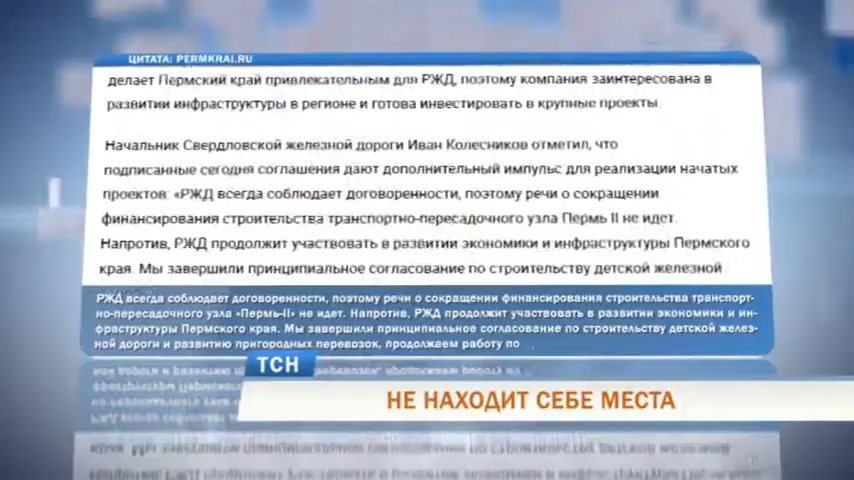 ЦИТАТА: PERMKRAI.RU
делает Пермский край привлекательным для РЖД, поэтому компания заинтересована в
развитии инфраструктуры в регионе и готова инвестировать в крупные проекты.
Начальник Свердловской железной дороги Иван Колесников отметил, что
подписанные сегодня соглашения дают дополнительный импульс для реализации начатых
проектов: «РЖД всегда соблюдает договоренности, поэтому речи о сокращении
финансирования строительства транспортно-пересадочного узла Пермь II не идет.
Напротив, РЖД продолжит участвовать в развитии экономики и инфраструктуры Пермского
края. Мы завершили принципиальное согласование по строительству детской железной
РЖД всегда соблюдает договоренности, поэтому речи о сокращении финансирования строительства транспорт-
но-пересадочного узла «Пермь-II» не идет. Напротив, РЖД продолжит участвовать в развитии экономики и ин-
фраструктуры Пермского края. Мы завершили принципиальное согласование по строительству детской желез-
ной дороги и развитию пригородных перевозок, продолжаем работу по ...
ТСН
НЕ НАХОДИТ СЕБЕ МЕСТА